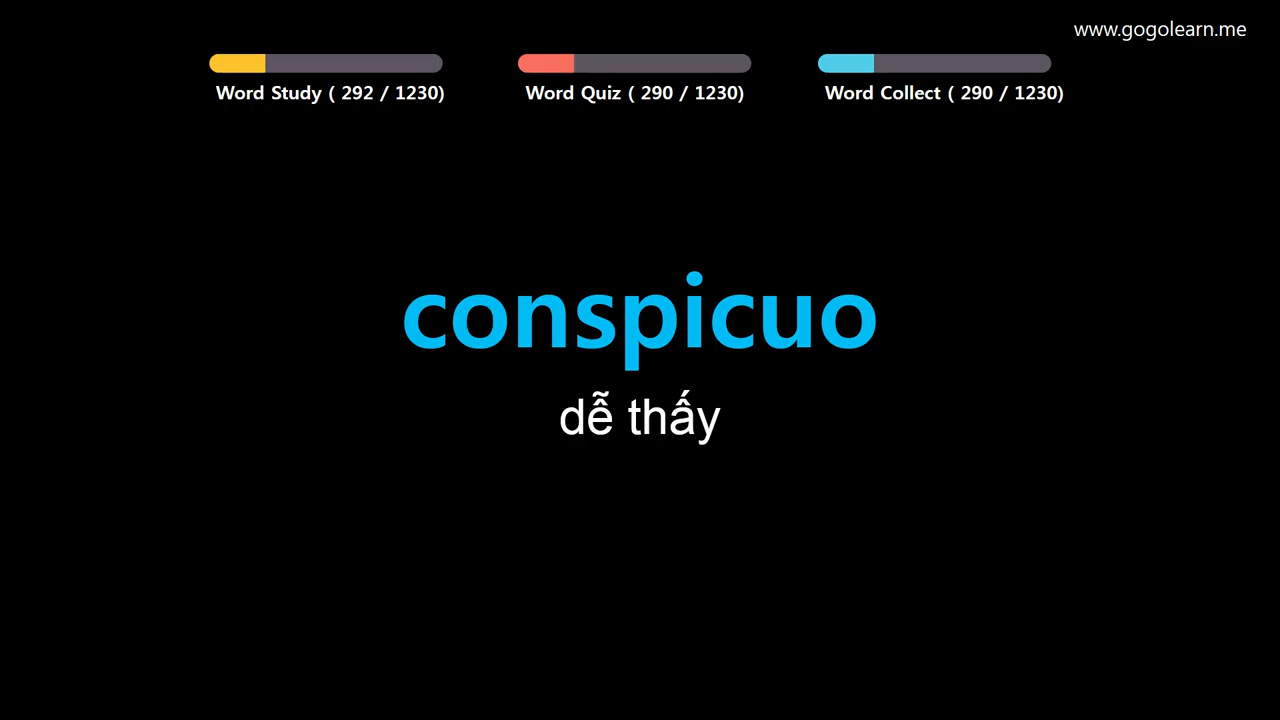 www.gogolearn.me
Word Study ( 292 / 1230)
Word Quiz ( 290 / 1230)
Word Collect ( 290 / 1230)
conspicuo
dễ thấy